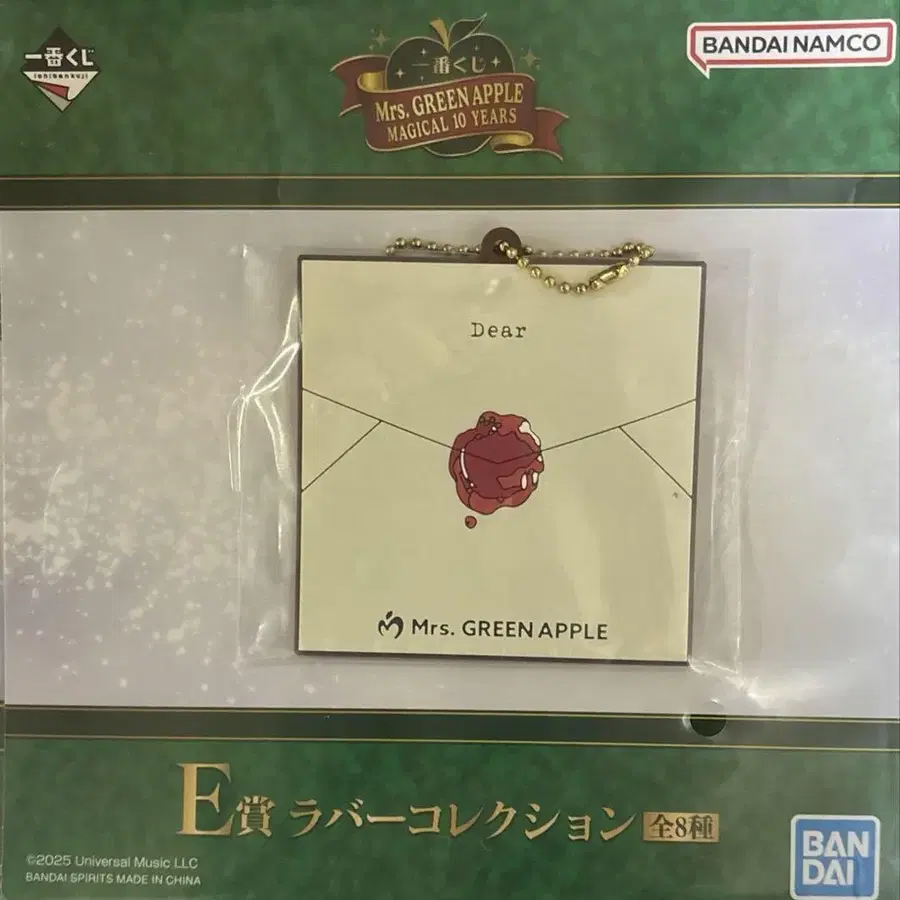 一番くじ
ichibankuji
一番くじ
Mrs. GREEN APPLE
MAGICAL 10 YEARS
BANDAI NAMCO
Dear
Mrs. GREEN APPLE
E賞 ラバーコレクション 全8種
©2025 Universal Music LLC
BANDAI SPIRITS MADE IN CHINA
BAN
DAI